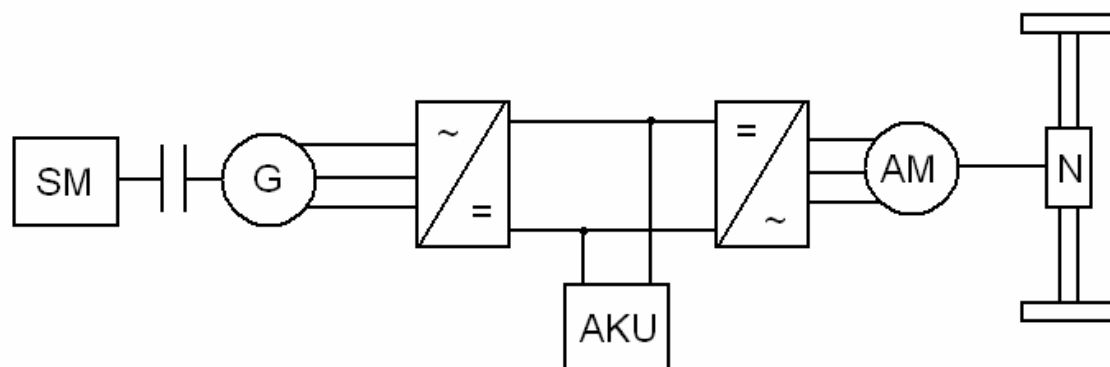 SM
G
~
=
=
~
AM
N
AKU